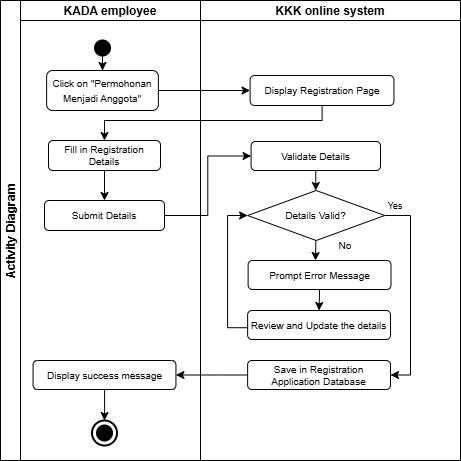 KADA employee
KKK online system
Activity Diagram
Click on "Permohonan
Menjadi Anggota"
Display Registration Page
Fill in Registration
Details
Validate Details
Submit Details
Details Valid?
Yes
No
Prompt Error Message
Review and Update the details
Display success message
Save in Registration
Application Database